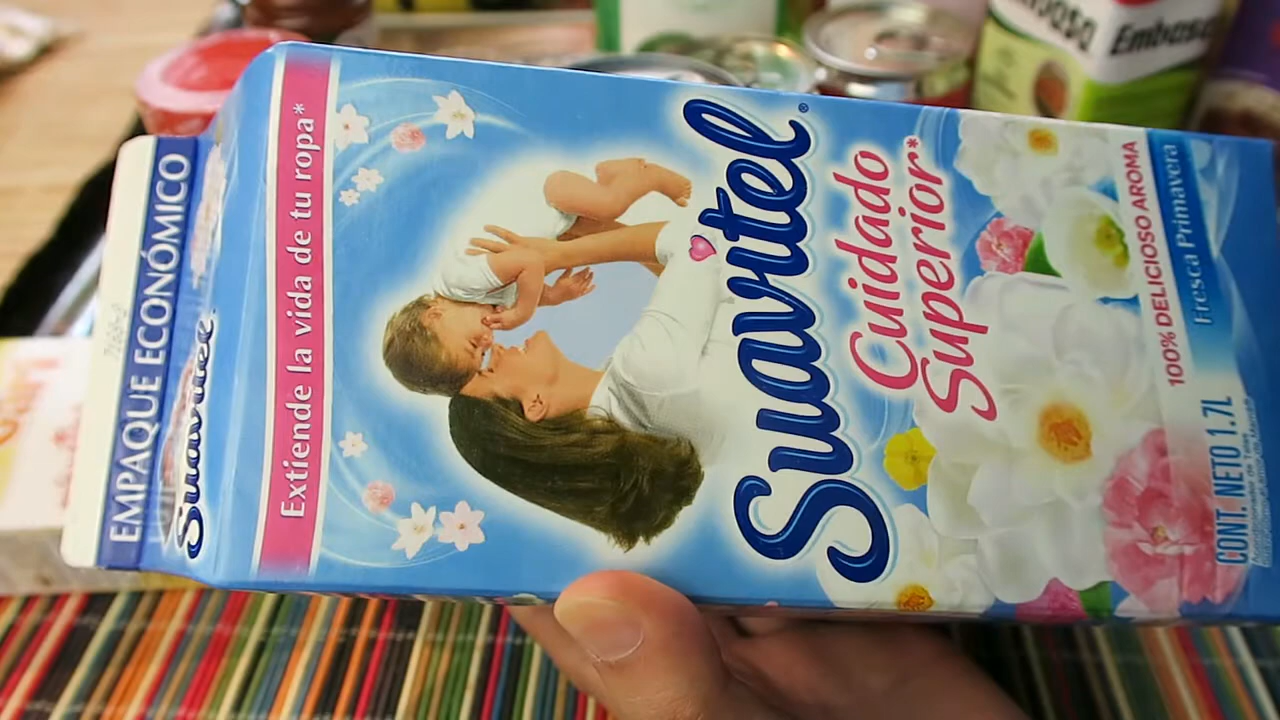 EMPAQUE ECONÓMICO
Suavitel
Extiende la vida de tu ropa*
Suavitel®
Cuidado
Superior*
100% DELICIOSO AROMA
Fresca Primavera
CONT. NETO 1.7L
Embasa